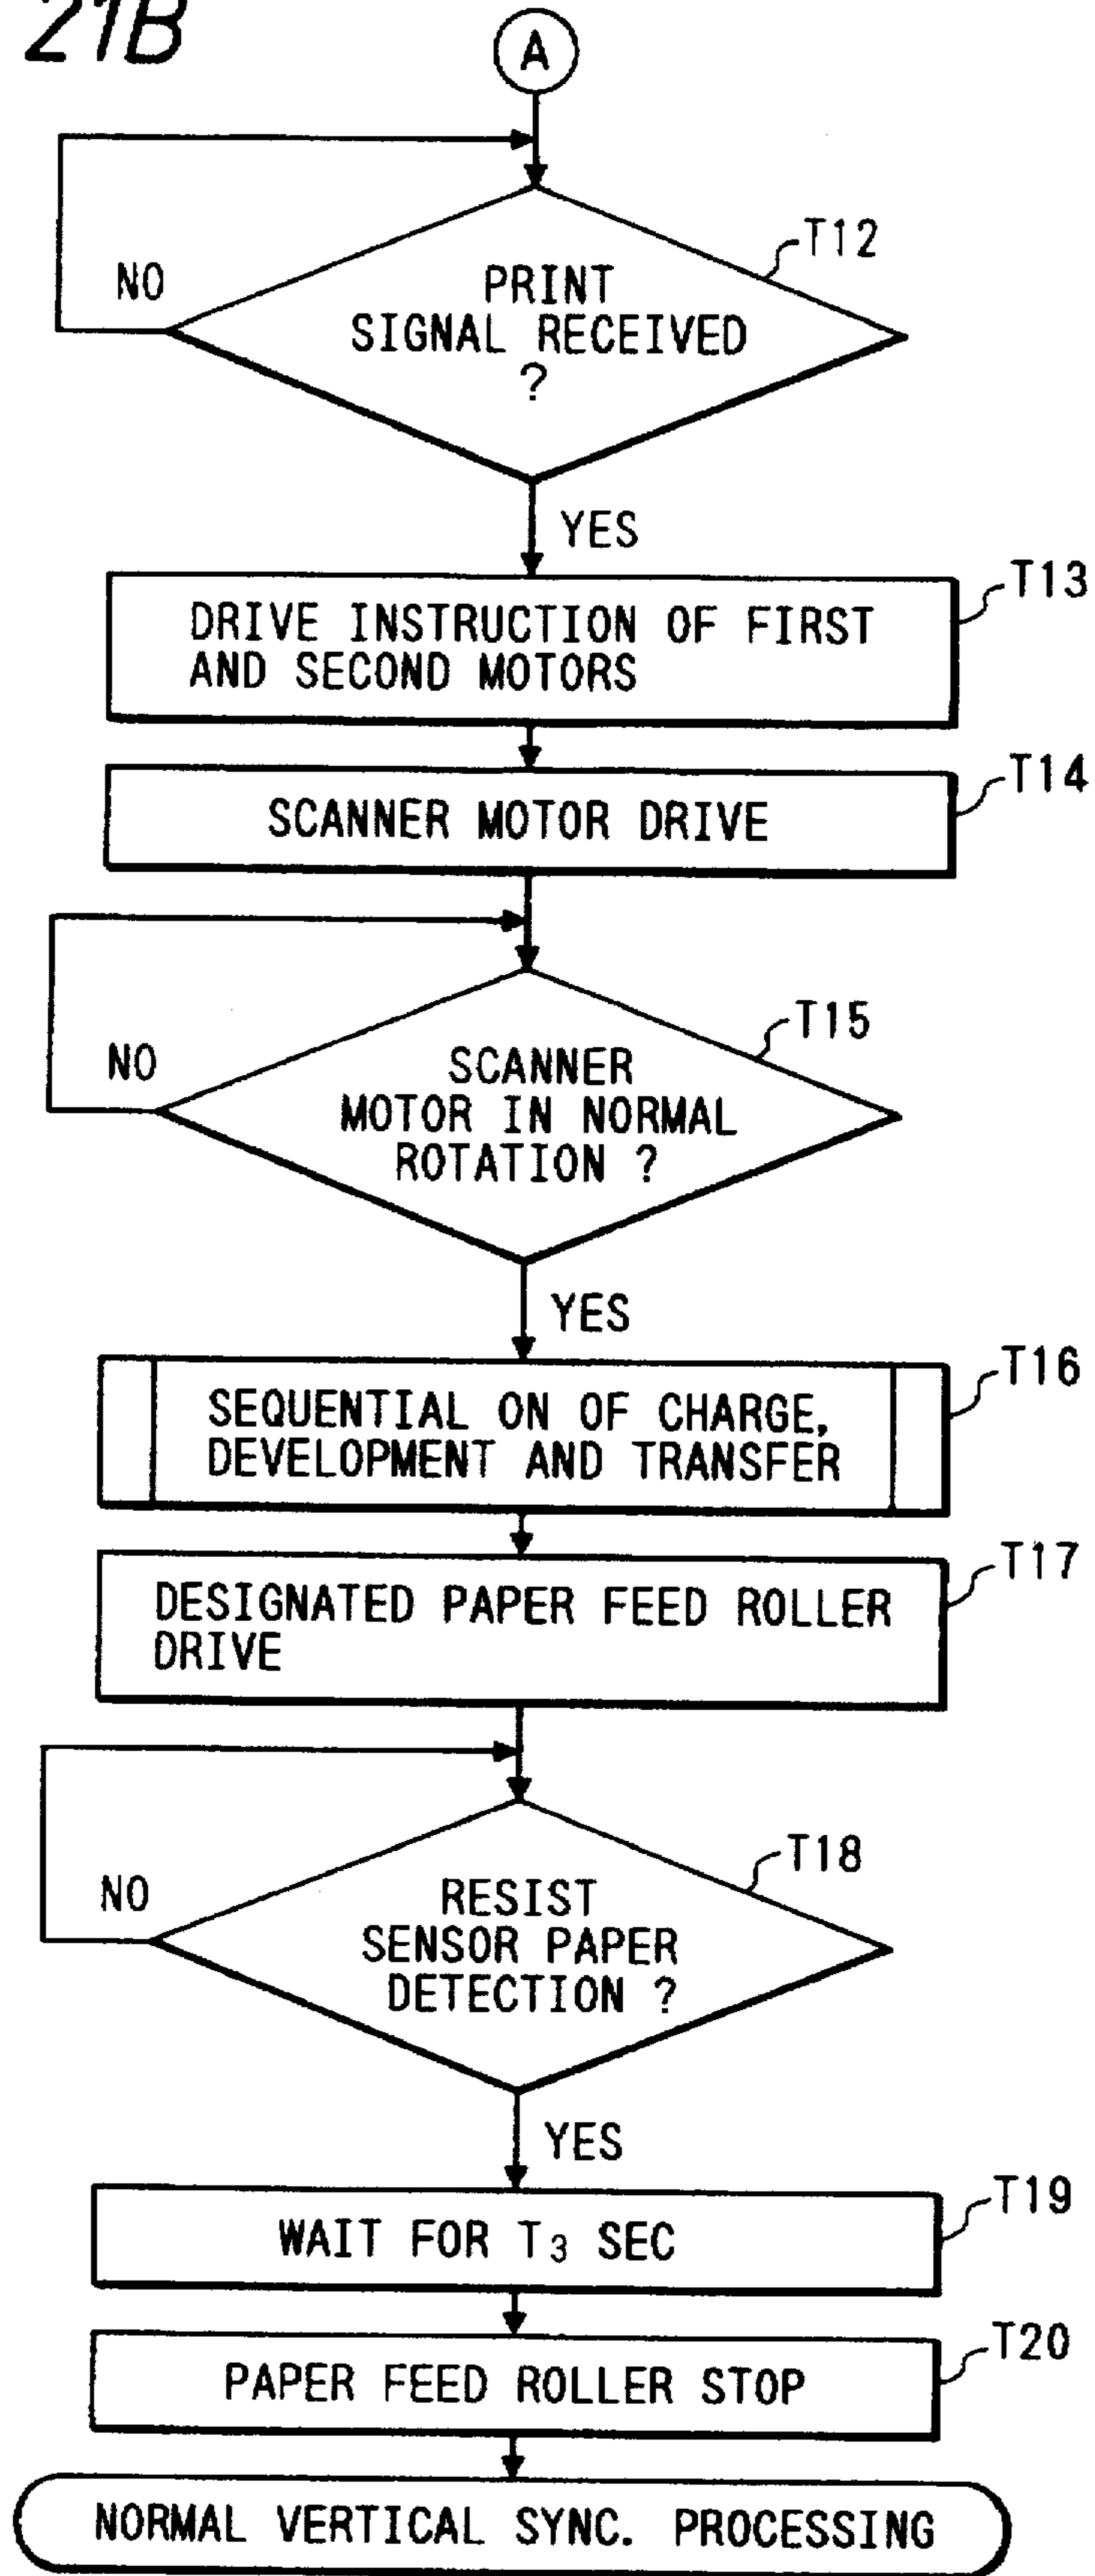 21B
A
T12
NO
PRINT
SIGNAL RECEIVED
?
YES
T13
DRIVE INSTRUCTION OF FIRST
AND SECOND MOTORS
T14
SCANNER MOTOR DRIVE
T15
NO
SCANNER
MOTOR IN NORMAL
ROTATION ?
YES
T16
SEQUENTIAL ON OF CHARGE,
DEVELOPMENT AND TRANSFER
T17
DESIGNATED PAPER FEED ROLLER
DRIVE
T18
NO
RESIST
SENSOR PAPER
DETECTION ?
YES
T19
WAIT FOR T₃ SEC
T20
PAPER FEED ROLLER STOP
NORMAL VERTICAL SYNC. PROCESSING